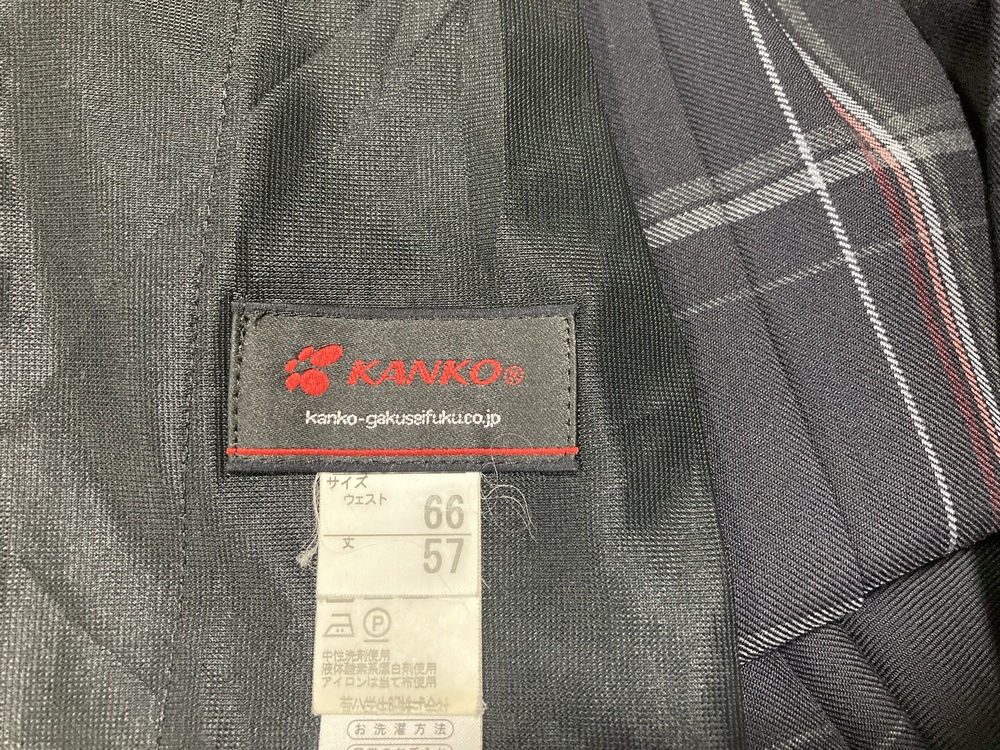 KANKO®
kanko-gakuseifuku.co.jp
サイズ
ウェスト
66
丈
57
P
中性洗剤使用
液体酸素系漂白剤使用
アイロンは当て布使用
お洗濯方法